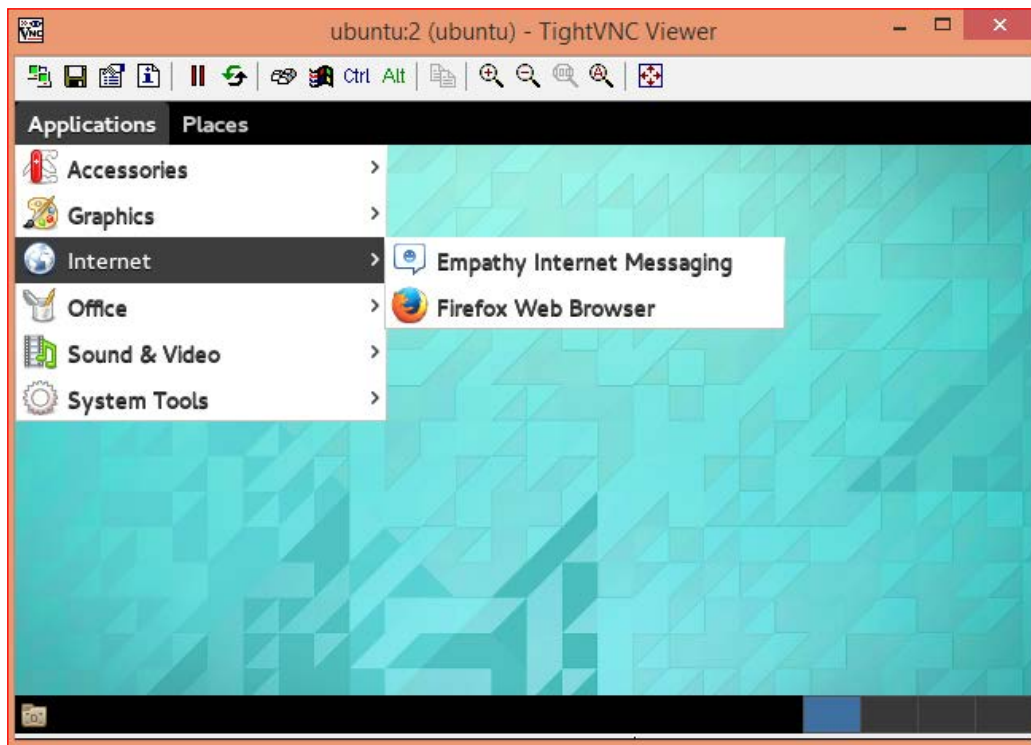 ubuntu:2 (ubuntu) - TightVNC Viewer
Ctrl Alt
Applications Places
Accessories
Graphics
Internet
Empathy Internet Messaging
Office
Firefox Web Browser
Sound & Video
System Tools